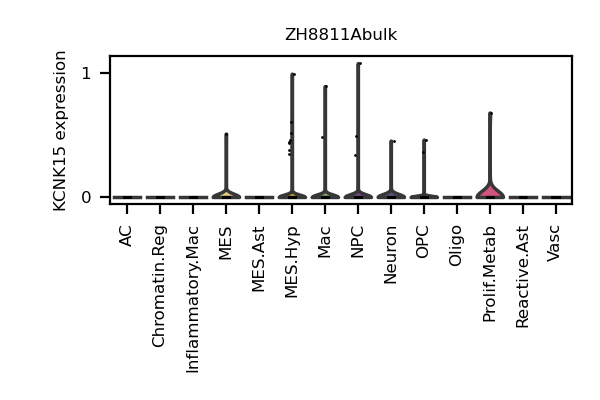 ZH8811Abulk
KCNK15 expression
1
0
AC
Chromatin.Reg
Inflammatory.Mac
MES
MES.Ast
MES.Hyp
Mac
NPC
Neuron
OPC
Oligo
Prolif.Metab
Reactive.Ast
Vasc